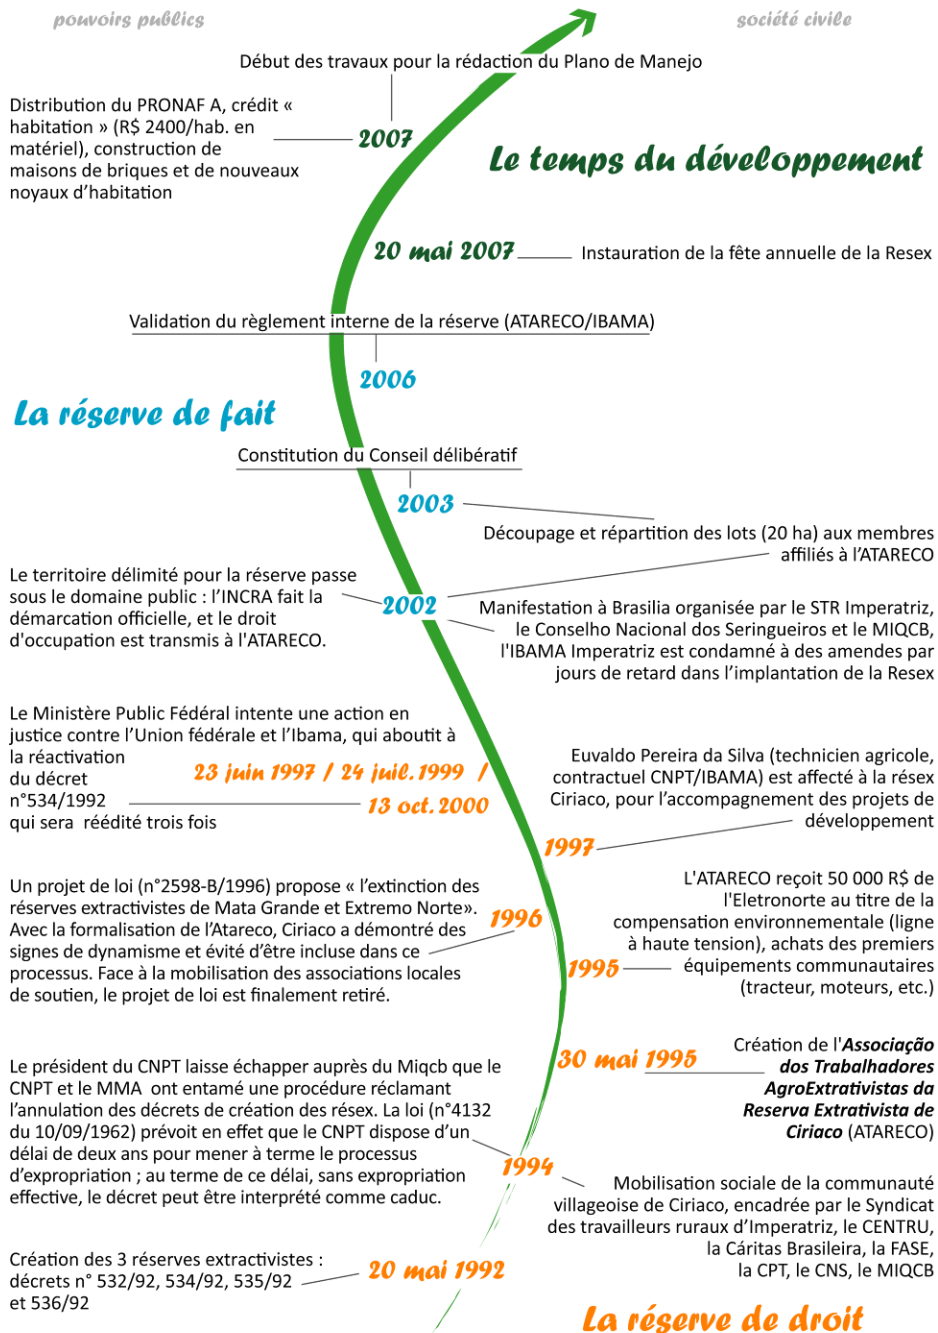 pouvoirs publics
société civile
Début des travaux pour la rédaction du Plano de Manejo
Distribution du PRONAF A, crédit «
habitation » (R$ 2400/hab. en
matériel), construction de
maisons de briques et de nouveaux
noyaux d'habitation
2007
Le temps du développement
20 mai 2007
Instauration de la fête annuelle de la Resex
Validation du règlement interne de la réserve (ATARECO/IBAMA)
2006
La réserve de fait
Constitution du Conseil délibératif
2003
Découpage et répartition des lots (20 ha) aux membres
affiliés à l'ATARECO
Le territoire délimité pour la réserve passe
sous le domaine public : l'INCRA fait la
démarcation officielle, et le droit
d'occupation est transmis à l'ATARECO.
2002
Manifestation à Brasilia organisée par le STR Imperatriz,
le Conselho Nacional dos Seringueiros et le MIQCB,
l'IBAMA Imperatriz est condamné à des amendes par
jours de retard dans l'implantation de la Resex
Le Ministère Public Fédéral intente une action en
justice contre l'Union fédérale et l'Ibama, qui aboutit à
la réactivation
du décret
n°534/1992
qui sera réédité trois fois
23 juin 1997 / 24 juil. 1999 /
13 oct. 2000
Euvaldo Pereira da Silva (technicien agricole,
contractuel CNPT/IBAMA) est affecté à la résex
Ciriaco, pour l'accompagnement des projets de
développement
1997
Un projet de loi (n°2598-B/1996) propose « l'extinction des
réserves extractivistes de Mata Grande et Extremo Norte».
Avec la formalisation de l'Atareco, Ciriaco a démontré des
signes de dynamisme et évité d'être incluse dans ce
processus. Face à la mobilisation des associations locales
de soutien, le projet de loi est finalement retiré.
1996
L'ATARECO reçoit 50 000 R$ de
l'Eletronorte au titre de la
compensation environnementale (ligne
à haute tension), achats des premiers
équipements communautaires
(tracteur, moteurs, etc.)
1995
30 mai 1995
Création de l'Associação
dos Trabalhadores
AgroExtrativistas da
Reserva Extrativista de
Ciriaco (ATARECO)
Le président du CNPT laisse échapper auprès du Miqcb que le
CNPT et le MMA ont entamé une procédure réclamant
l'annulation des décrets de création des résex. La loi (n°4132
du 10/09/1962) prévoit en effet que le CNPT dispose d'un
délai de deux ans pour mener à terme le processus
d'expropriation ; au terme de ce délai, sans expropriation
effective, le décret peut être interprété comme caduc.
1994
Mobilisation sociale de la communauté
villageoise de Ciriaco, encadrée par le Syndicat
des travailleurs ruraux d'Imperatriz, le CENTRU,
la Cáritas Brasileira, la FASE,
la CPT, le CNS, le MIQCB
Création des 3 réserves extractivistes :
décrets n° 532/92, 534/92, 535/92
et 536/92
20 mai 1992
La réserve de droit